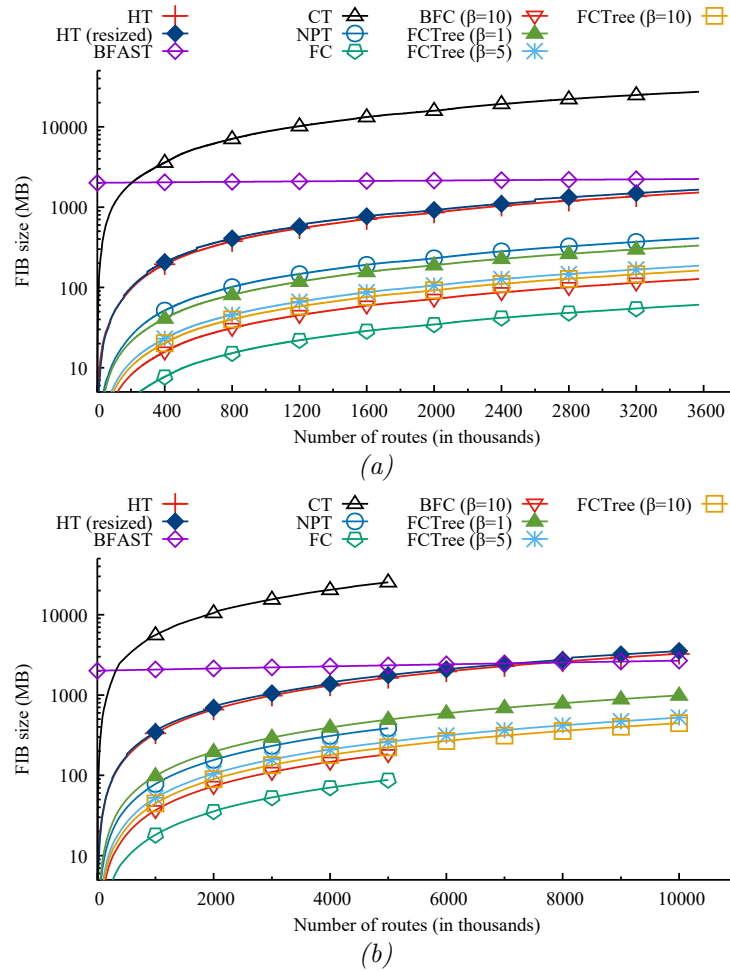 HT CT BFC (β=10) FCTree (β=10)
HT (resized) NPT FCTree (β=1)
BFAST FC FCTree (β=5)
10000
1000
100
10
FIB size (MB)
0 400 800 1200 1600 2000 2400 2800 3200 3600
Number of routes (in thousands)
(a)
HT CT BFC (β=10) FCTree (β=10)
HT (resized) NPT FCTree (β=1)
BFAST FC FCTree (β=5)
10000
1000
100
10
FIB size (MB)
0 2000 4000 6000 8000 10000
Number of routes (in thousands)
(b)